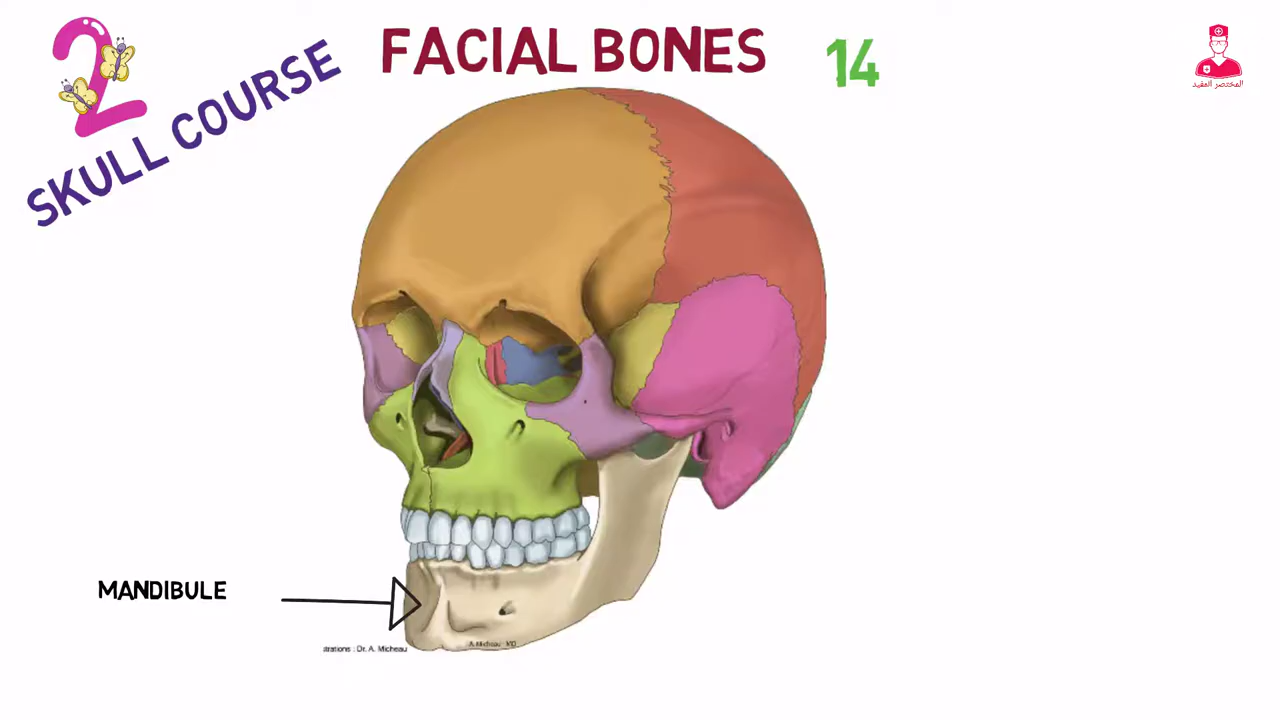 2
SKULL COURSE
FACIAL BONES
14
المختصر المفيد
MANDIBULE
trations : Dr. A. Micheau
A. Micheau - MD